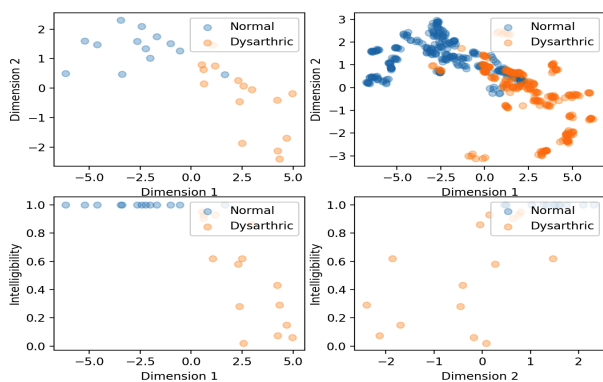 Normal
Dysarthric
Dimension 2
2
1
0
−1
−2
−5.0
−2.5
0.0
2.5
5.0
Dimension 1
Normal
Dysarthric
Dimension 2
3
2
1
0
−1
−2
−3
−5.0
−2.5
0.0
2.5
5.0
Dimension 1
Normal
Dysarthric
Intelligibility
1.0
0.8
0.6
0.4
0.2
0.0
−5.0
−2.5
0.0
2.5
5.0
Dimension 1
Normal
Dysarthric
Intelligibility
1.0
0.8
0.6
0.4
0.2
0.0
−2
−1
0
1
2
Dimension 2